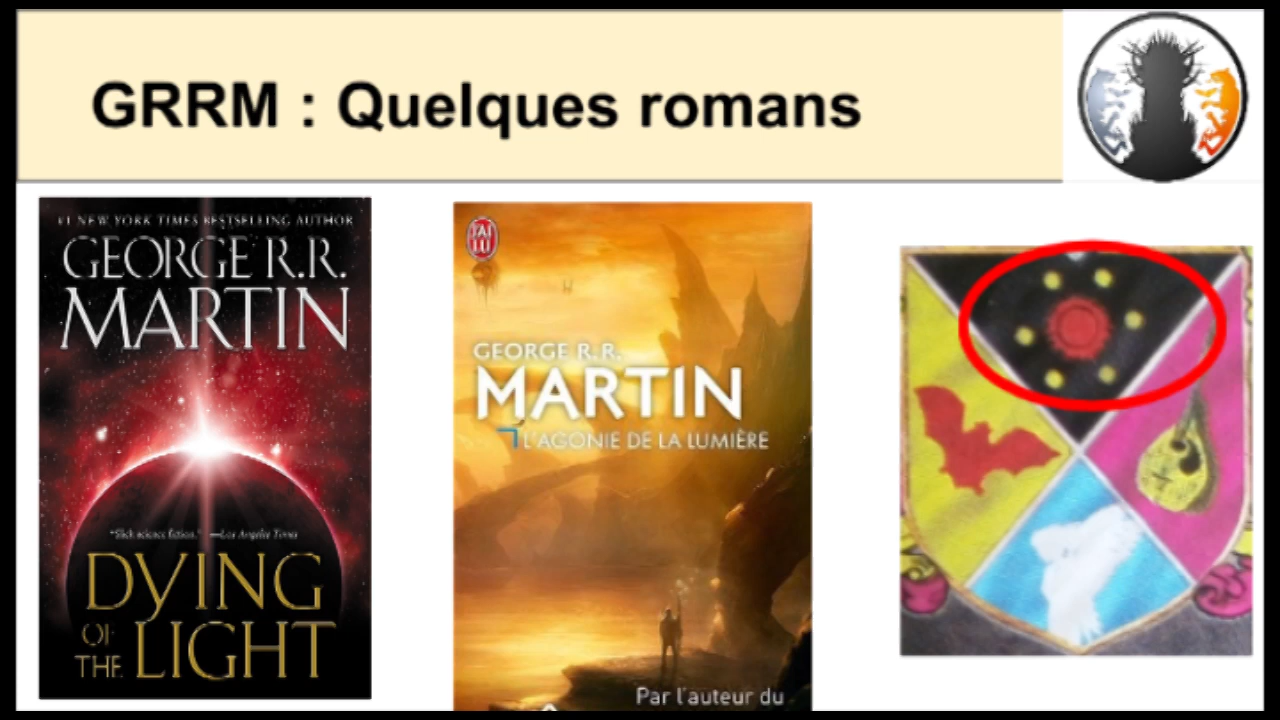 GRRM : Quelques romans
#1 NEW YORK TIMES BESTSELLING AUTHOR
GEORGE R.R.
MARTIN
"Slick science fiction." —Los Angeles Times
DYING
OF
THE LIGHT
J'AI
LU
GEORGE R.R.
MARTIN
L'AGONIE DE LA LUMIÈRE
Par l'auteur du